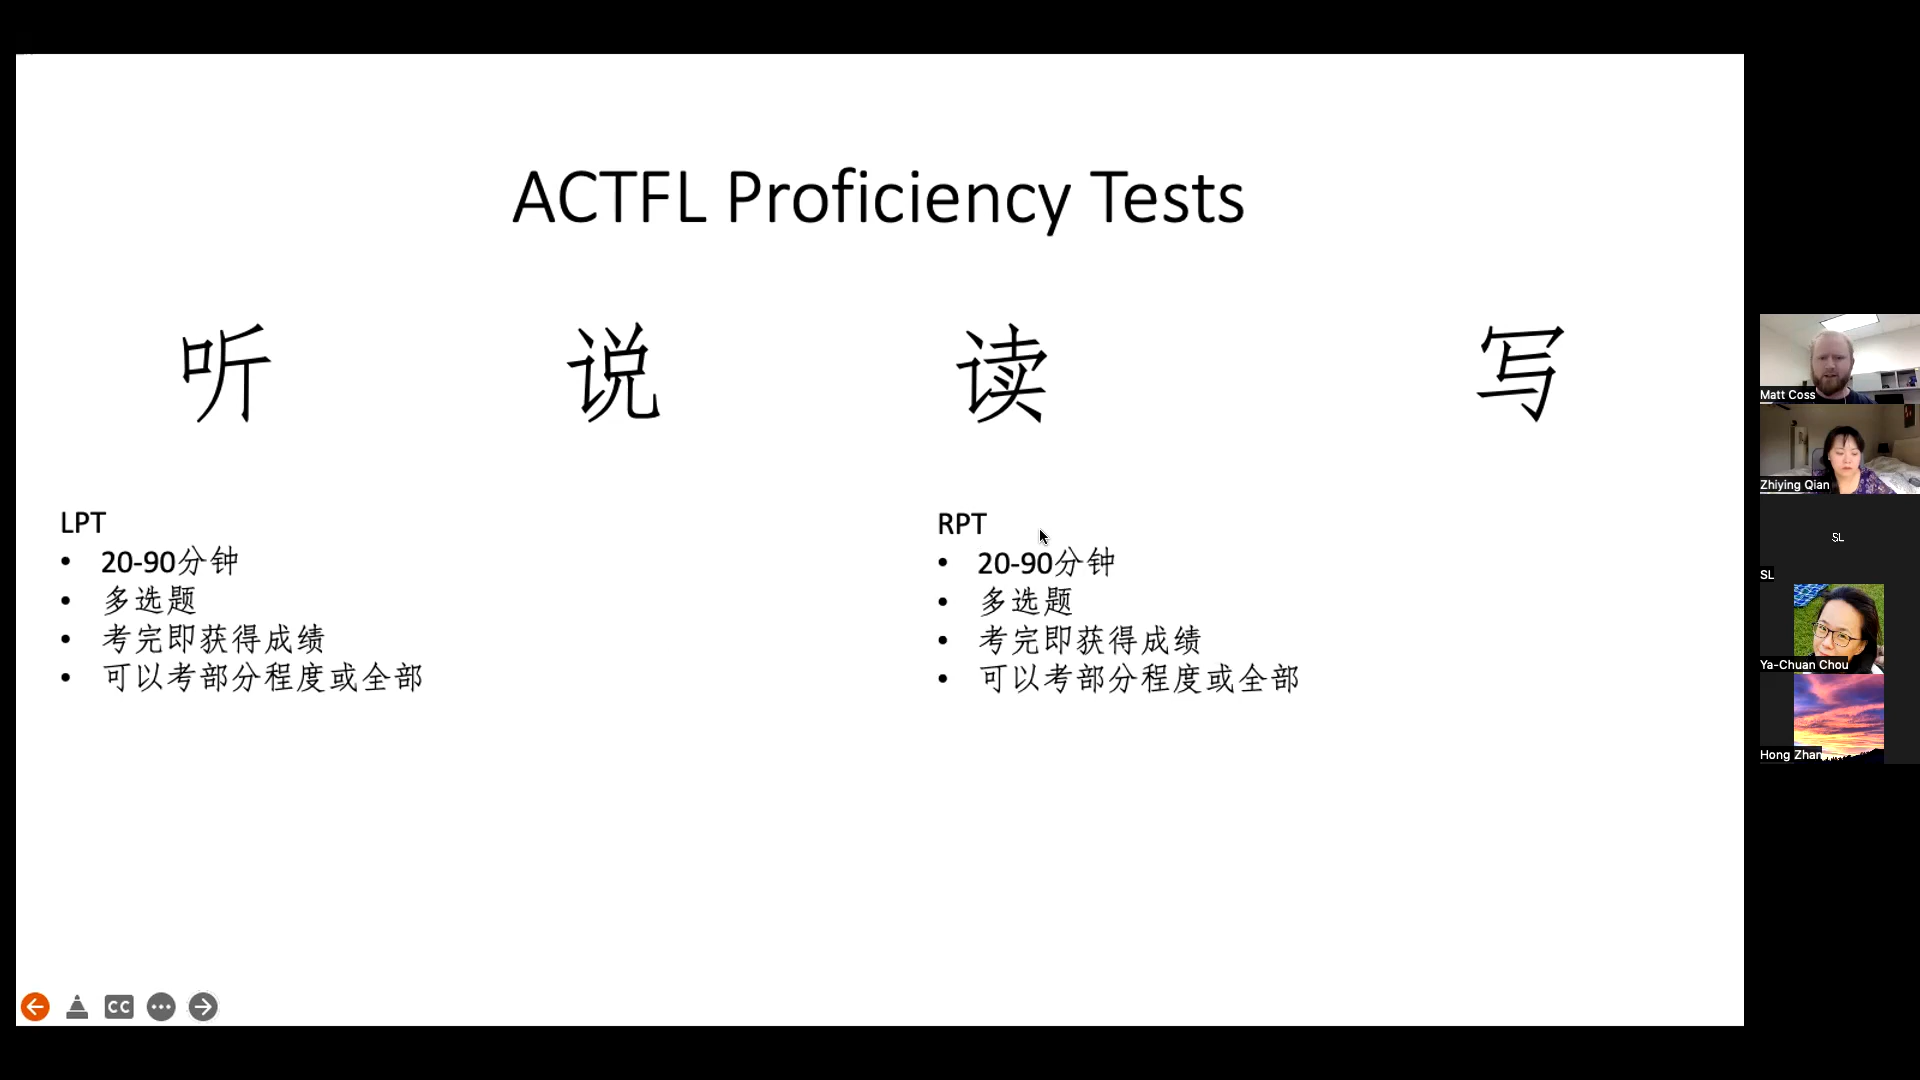 ACTFL Proficiency Tests
听 说 读 写
LPT
• 20-90分钟
• 多选题
• 考完即获得成绩
• 可以考部分程度或全部
RPT
• 20-90分钟
• 多选题
• 考完即获得成绩
• 可以考部分程度或全部
CC
Matt Coss
Zhiying Qian
SL
SL
Ya-Chuan Chou
Hong Zhan